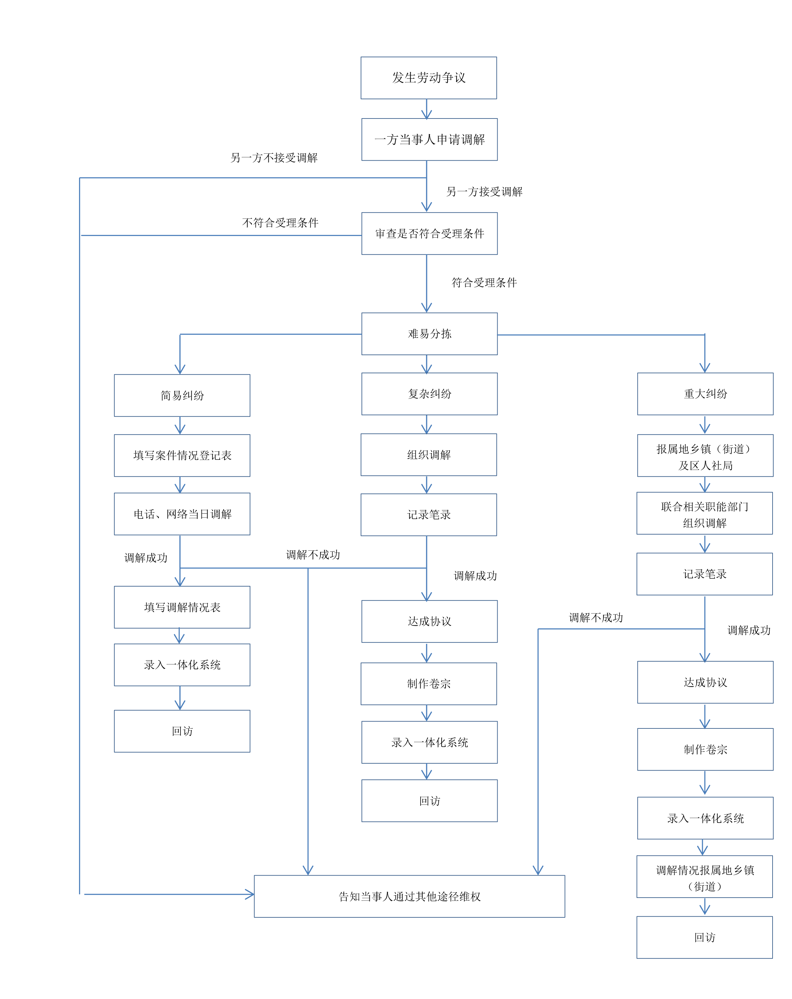 发生劳动争议
一方当事人申请调解
另一方不接受调解
另一方接受调解
不符合受理条件
审查是否符合受理条件
符合受理条件
难易分拣
简易纠纷
复杂纠纷
重大纠纷
填写案件情况登记表
组织调解
报属地乡镇（街道）
及区人社局
电话、网络当日调解
记录笔录
联合相关职能部门
组织调解
调解成功
调解不成功
调解成功
记录笔录
填写调解情况表
达成协议
调解不成功
调解成功
录入一体化系统
制作卷宗
达成协议
回访
录入一体化系统
制作卷宗
回访
录入一体化系统
调解情况报属地乡镇
（街道）
告知当事人通过其他途径维权
回访